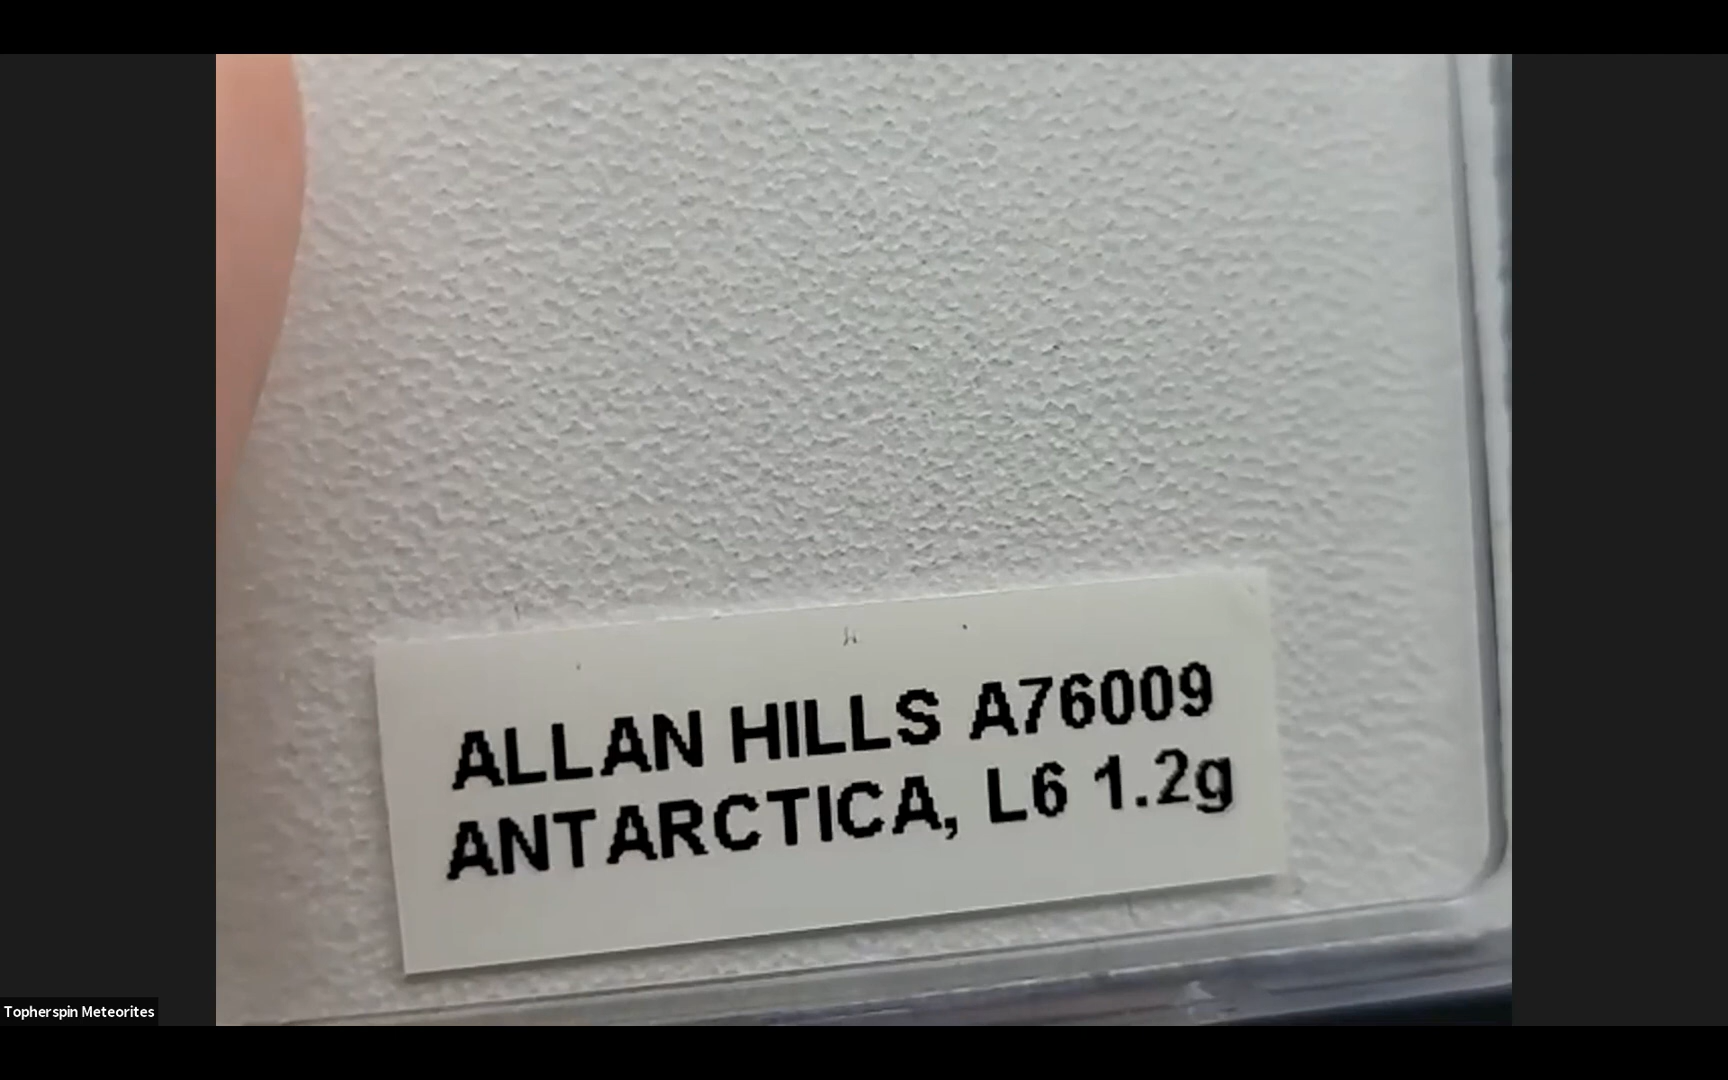 ALLAN HILLS A76009
ANTARCTICA, L6 1.2g
Topherspin Meteorites